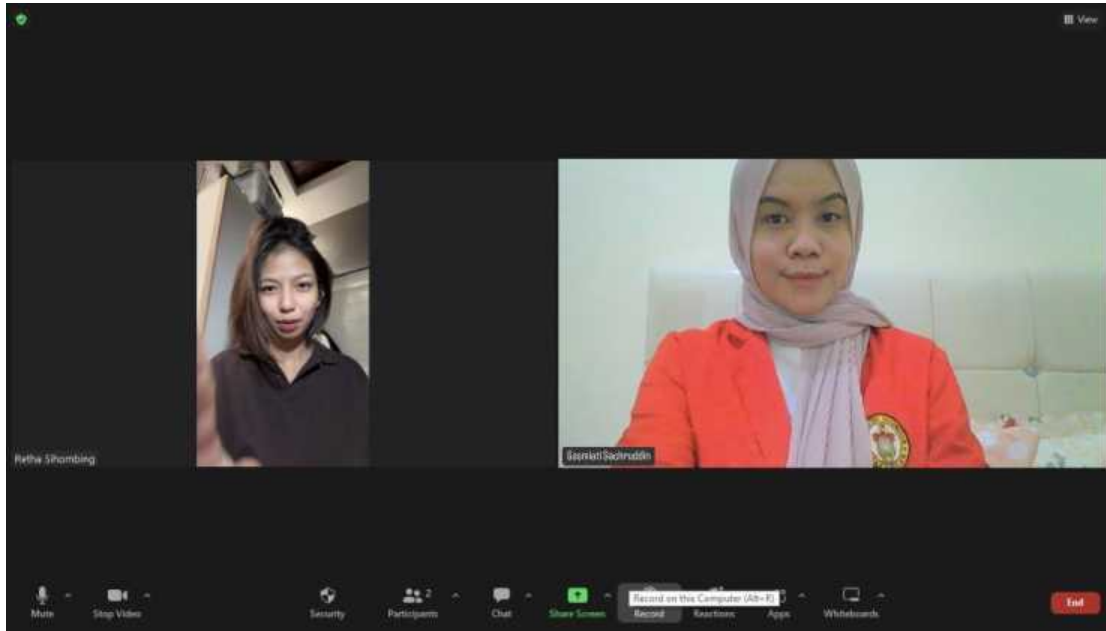 View
Retha Sihombing
Sasmiati Sachruddin
Mute
Stop Video
Security
2
Participants
Chat
Share Screen
Record on this Computer (Alt+R)
Record
Reactions
Apps
Whiteboards
End